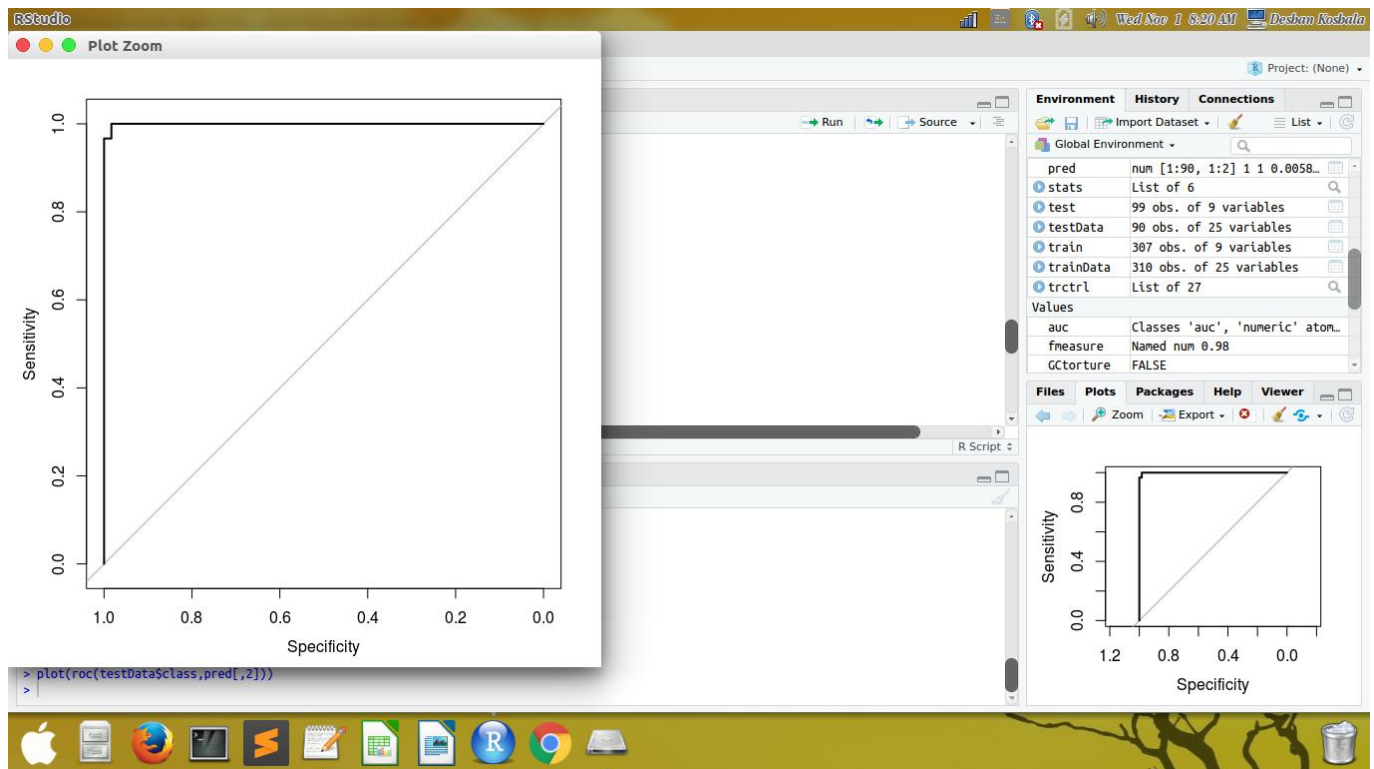 RStudio
En
Wed Nov 1 8:20 AM Desban Kosbala
Plot Zoom
Project: (None)
1.0
0.8
0.6
0.4
0.2
0.0
Sensitivity
1.0 0.8 0.6 0.4 0.2 0.0
Specificity
Run Source
R Script
> plot(roc(testData$class,pred[,2]))
>
Environment History Connections
Import Dataset List
Global Environment
pred num [1:90, 1:2] 1 1 0.0058…
stats List of 6
test 99 obs. of 9 variables
testData 90 obs. of 25 variables
train 307 obs. of 9 variables
trainData 310 obs. of 25 variables
trctrl List of 27
Values
auc Classes 'auc', 'numeric' atom…
fmeasure Named num 0.98
GCtorture FALSE
Files Plots Packages Help Viewer
Zoom Export
0.8
0.4
0.0
Sensitivity
1.2 0.8 0.4 0.0
Specificity
R